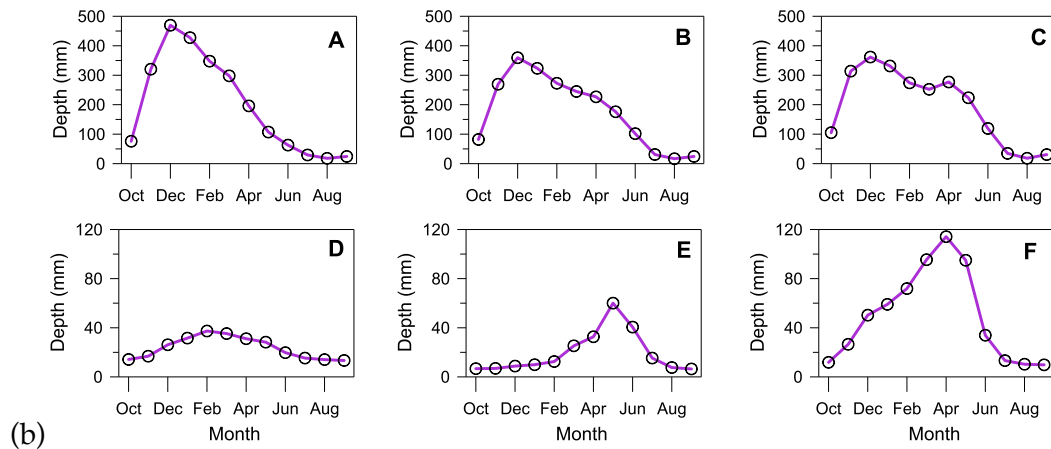 500 400 300 200 100 0
Depth (mm)
A
Oct Dec Feb Apr Jun Aug
500 400 300 200 100 0
Depth (mm)
B
Oct Dec Feb Apr Jun Aug
500 400 300 200 100 0
Depth (mm)
C
Oct Dec Feb Apr Jun Aug
120 80 40 0
Depth (mm)
D
Oct Dec Feb Apr Jun Aug
Month
120 80 40 0
Depth (mm)
E
Oct Dec Feb Apr Jun Aug
Month
120 80 40 0
Depth (mm)
F
Oct Dec Feb Apr Jun Aug
Month
(b)